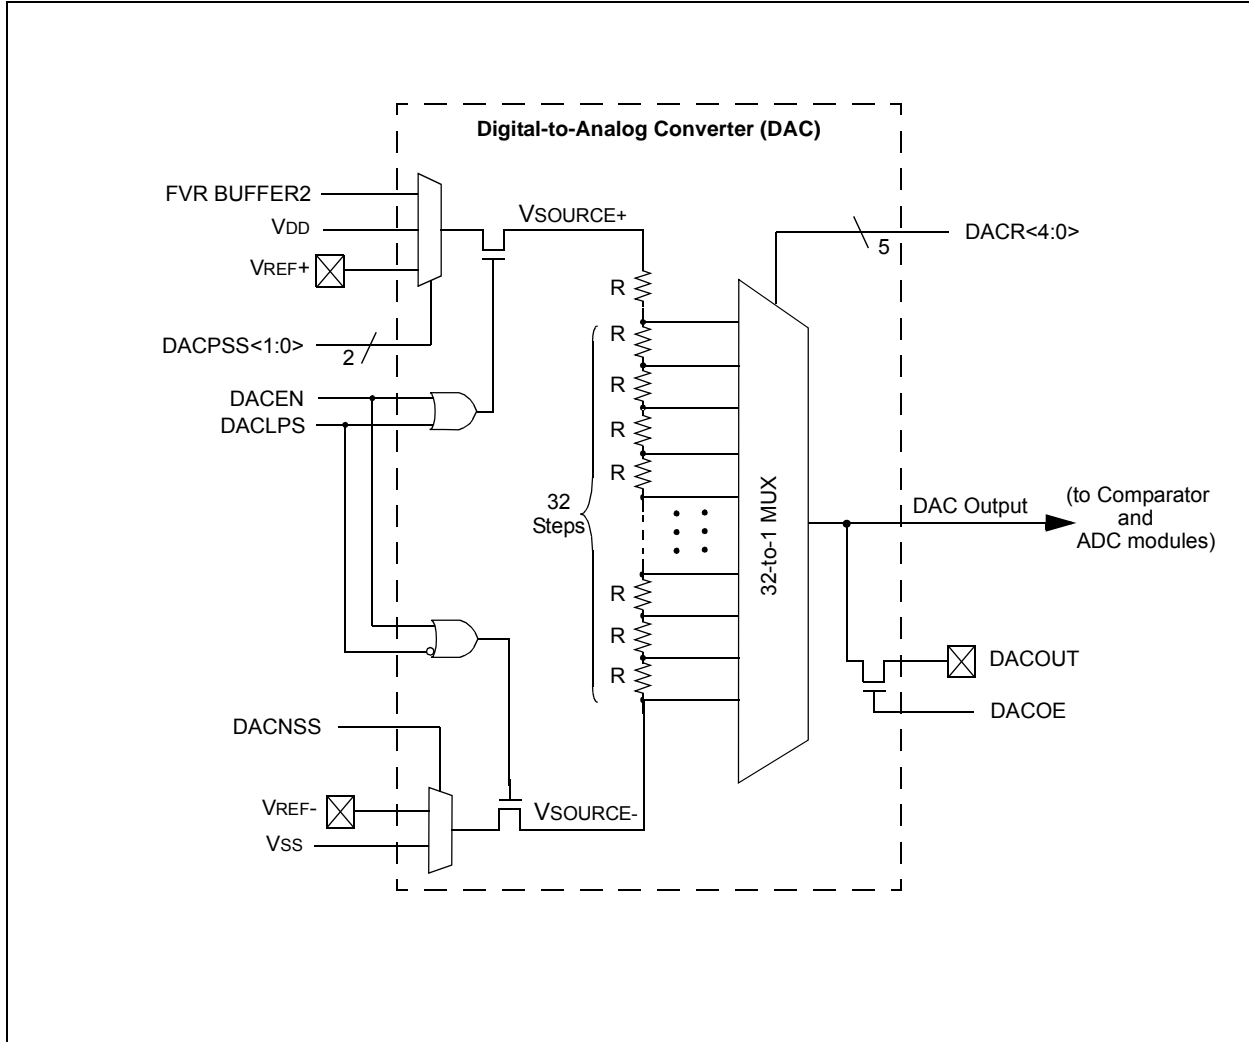 Digital-to-Analog Converter (DAC)
FVR BUFFER2
VDD
VREF+
VSOURCE+
DACR<4:0>
5
DACPSS<1:0>
2
DACEN
DACLPS
R
R
R
R
R
32
Steps
32-to-1 MUX
DAC Output
(to Comparator
and
ADC modules)
R
R
R
DACOUT
DACOE
DACNSS
VREF-
VSOURCE-
VSS